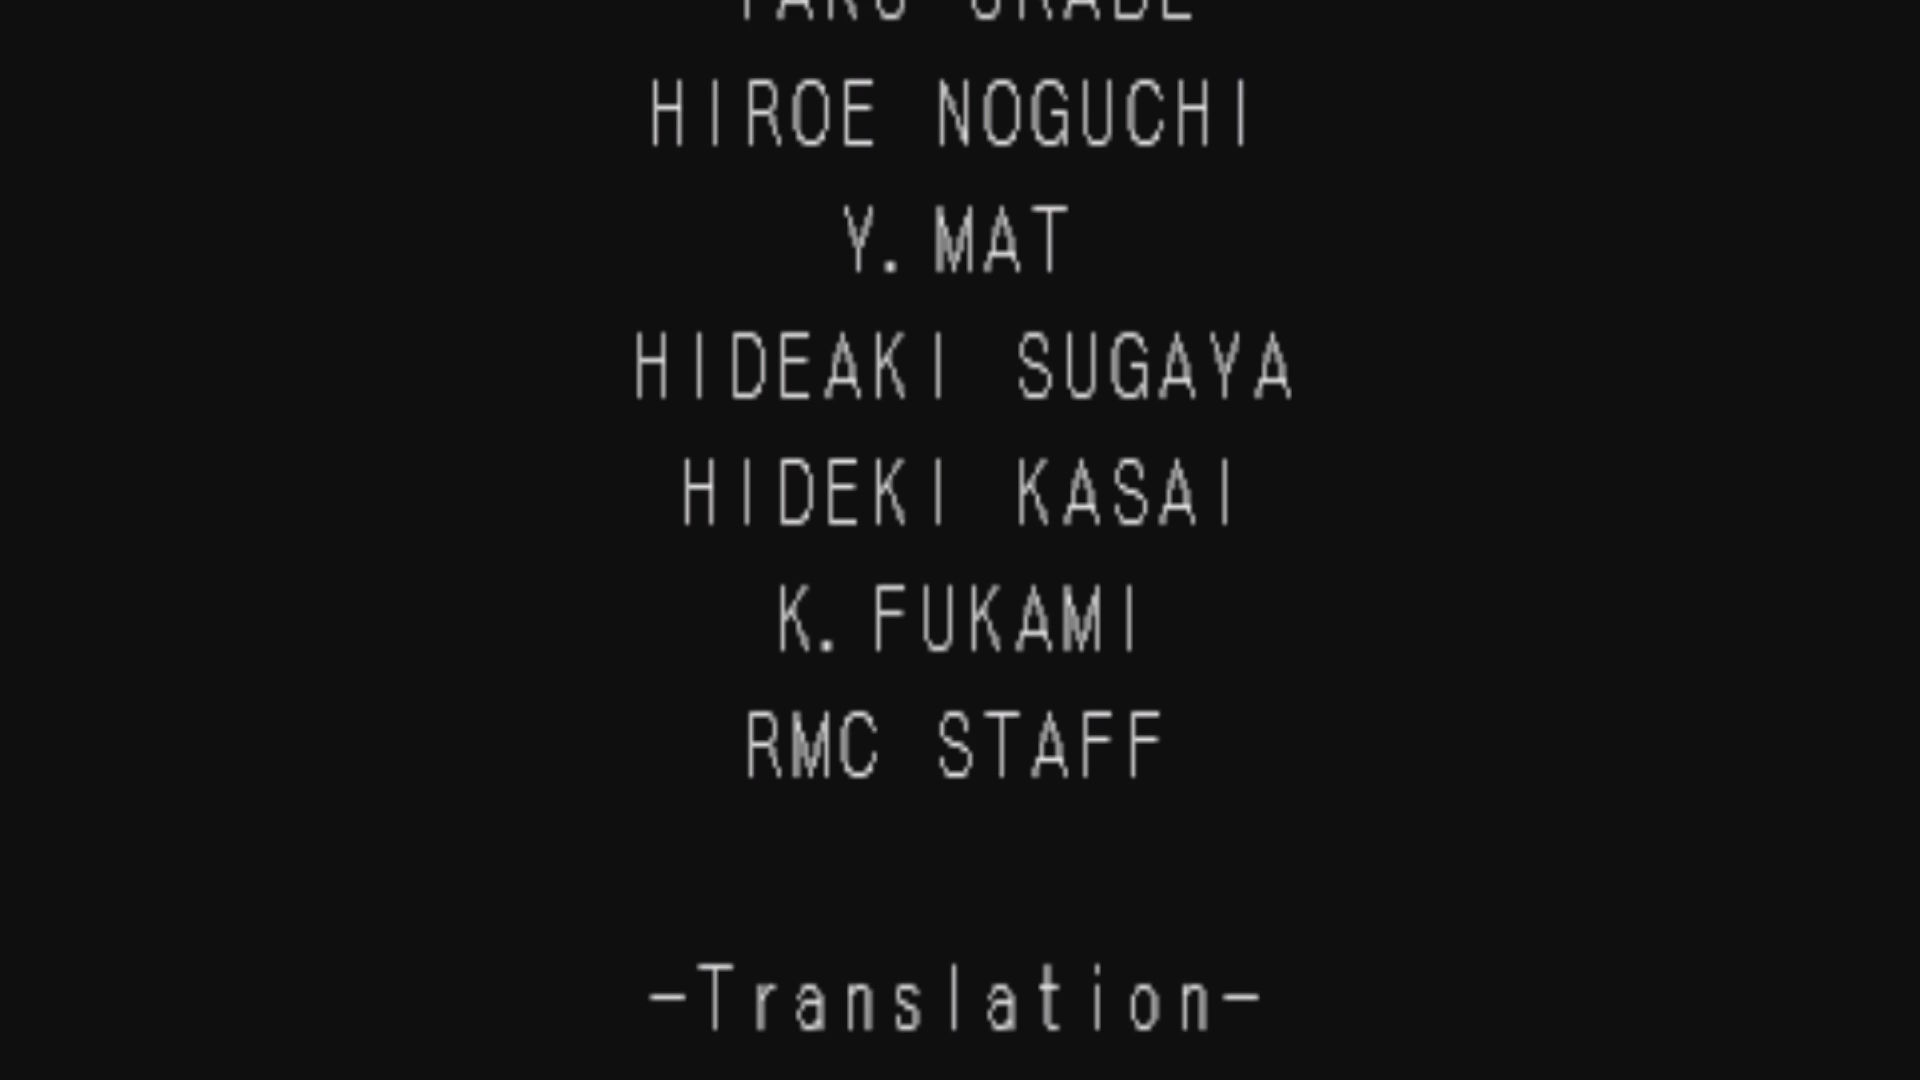 HIROE NOGUCHI
Y. MAT
HIDEAKI SUGAYA
HIDEKI KASAI
K. FUKAMI
RMC STAFF
-Translation-